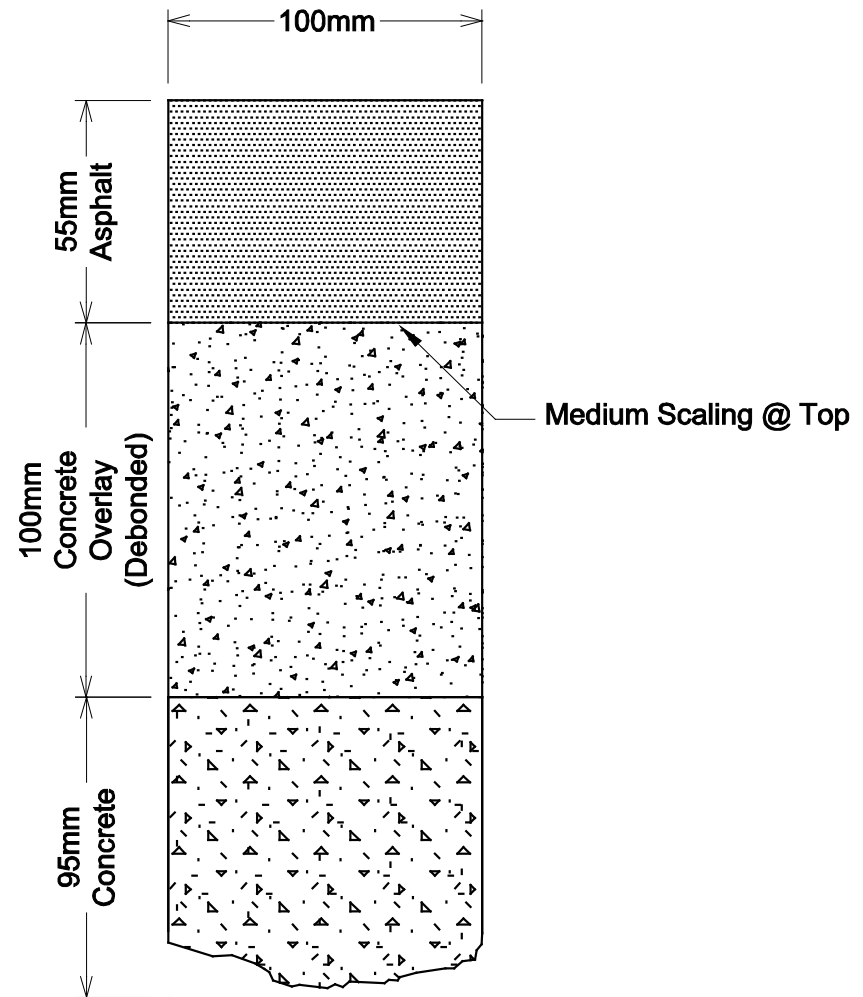 100mm
55mm
Asphalt
Medium Scaling @ Top
100mm
Concrete
Overlay
(Debonded)
95mm
Concrete